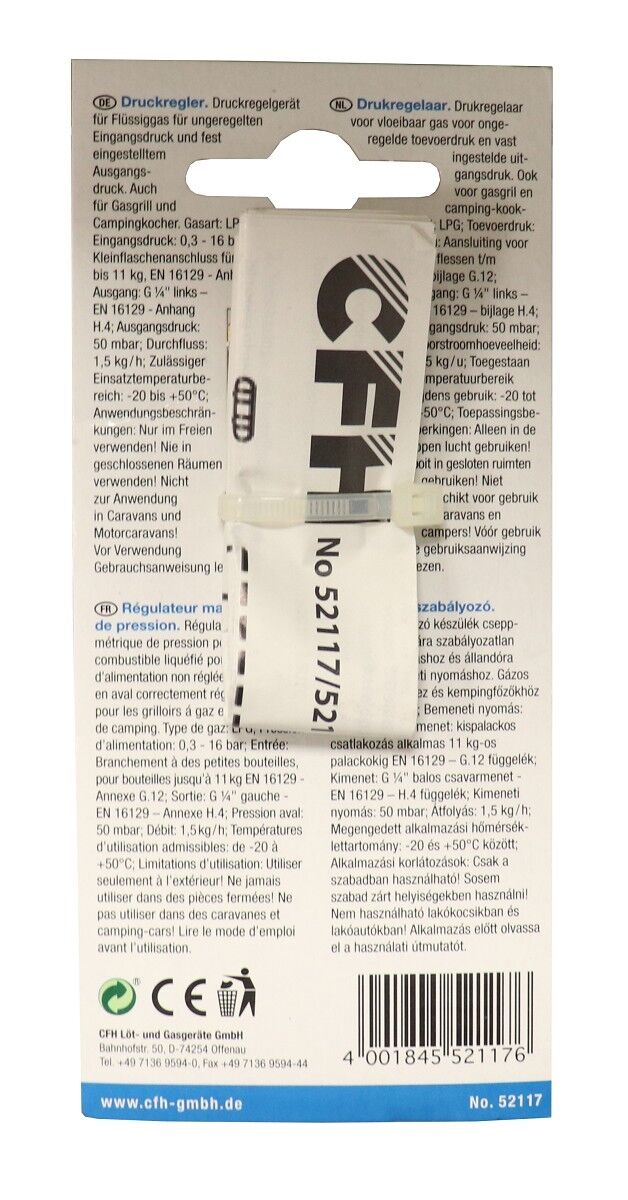 DE Druckregler. Druckregelgerät
für Flüssiggas für ungeregelten
Eingangsdruck und fest
eingestelltem
Ausgangs-
druck. Auch
für Gasgrill und
Campingkocher. Gasart: LP
Eingangsdruck: 0,3 - 16 b
Kleinflaschenanschluss für
bis 11 kg, EN 16129 - Anh
Ausgang: G ¼" links –
EN 16129 - Anhang
H.4; Ausgangsdruck:
50 mbar; Durchfluss:
1,5 kg/h; Zulässiger
Einsatztemperaturbe-
reich: -20 bis +50°C;
Anwendungsbeschrän-
kungen: Nur im Freien
verwenden! Nie in
geschlossenen Räumen
verwenden! Nicht
zur Anwendung
in Caravans und
Motorcaravans!
Vor Verwendung
Gebrauchsanweisung le
NL Drukregelaar. Drukregelaar
voor vloeibaar gas voor onge-
regelde toevoerdruk en vast
ingestelde uit-
gangsdruk. Ook
voor gasgril en
camping-kook-
; LPG; Toevoerdruk:
: Aansluiting voor
flessen t/m
bijlage G.12;
gang: G ¼" links –
16129 – bijlage H.4;
gangsdruk: 50 mbar;
orstroomhoeveelheid:
5 kg/u; Toegestaan
mperatuurbereik
jdens gebruik: -20 tot
-50°C; Toepassingsbe-
erkingen: Alleen in de
open lucht gebruiken!
ooit in gesloten ruimten
gebruiken! Niet
chikt voor gebruik
aravans en
campers! Vóór gebruik
e gebruiksaanwijzing
ezen.
CFH
No 52117/521
FR Régulateur ma
de pression. Régula
métrique de pression p
combustible liquéfié po
d'alimentation non réglée
en aval correctement rég
pour les grilloirs á gaz e
de camping. Type de gaz: LPG; Pressio
d'alimentation: 0,3 - 16 bar; Entrée:
Branchement à des petites bouteilles,
pour bouteilles jusqu'à 11 kg EN 16129 -
Annexe G.12; Sortie: G ¼" gauche -
EN 16129 – Annexe H.4; Pression aval:
50 mbar; Débit: 1,5 kg/h; Températures
d'utilisation admissibles: de -20 à
+50°C; Limitations d'utilisation: Utiliser
seulement à l'extérieur! Ne jamais
utiliser dans des pièces fermées! Ne
pas utiliser dans des caravanes et
camping-cars! Lire le mode d'emploi
avant l'utilisation.
szabályozó.
zó készülék csepp-
ára szabályozatlan
shoz és állandóra
ti nyomáshoz. Gázos
ez és kempingfőzőkhöz
; Bemeneti nyomás:
emenet: kispalackos
csatlakozás alkalmas 11 kg-os
palackokig EN 16129 – G.12 függelék;
Kimenet: G ¼" balos csavarmenet -
EN 16129 – H.4 függelék; Kimeneti
nyomás: 50 mbar; Átfolyás: 1,5 kg/h;
Megengedett alkalmazási hőmérsék-
lettartomány: -20 és +50°C között;
Alkalmazási korlátozások: Csak a
szabadban használható! Sosem
szabad zárt helyiségekben használni!
Nem használható lakókocsikban és
lakóautókban! Alkalmazás előtt olvassa
el a használati útmutatót.
CE
CFH Löt- und Gasgeräte GmbH
Bahnhofstr. 50, D-74254 Offenau
Tel. +49 7136 9594-0, Fax +49 7136 9594-44
4 001845 521176
www.cfh-gmbh.de No. 52117